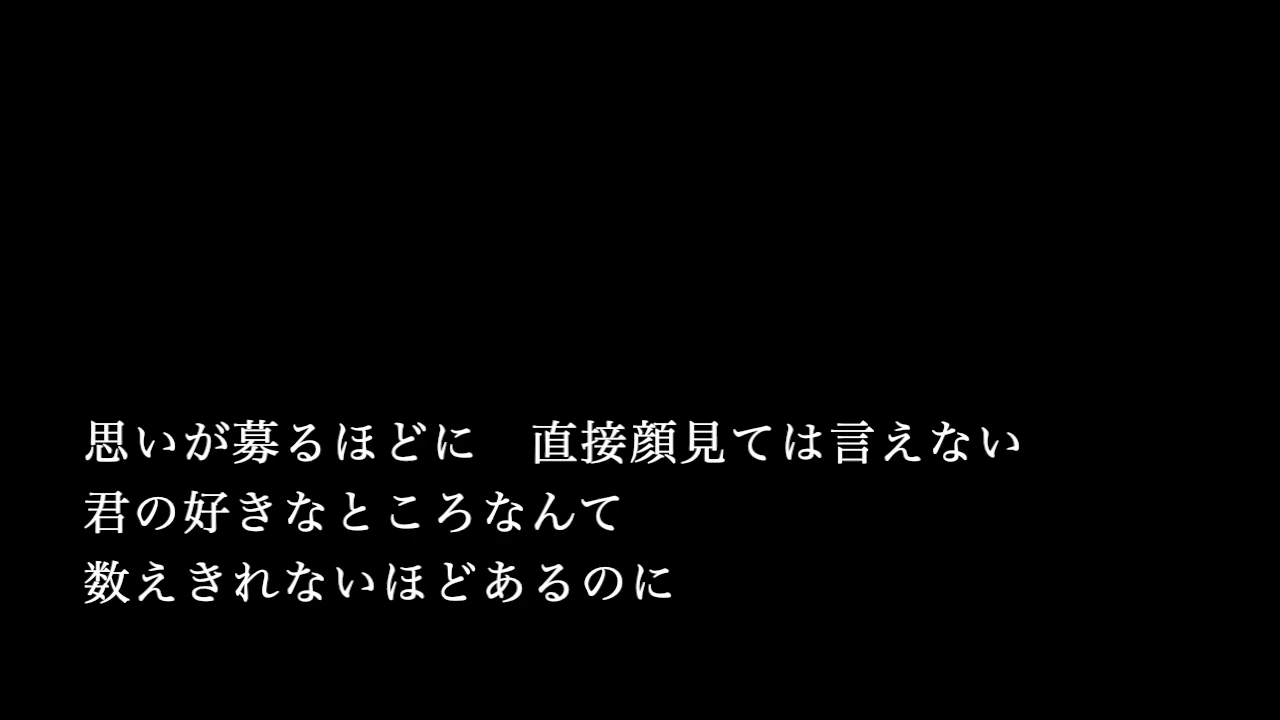 思いが募るほどに　直接顔見ては言えない
君の好きなところなんて
数えきれないほどあるのに